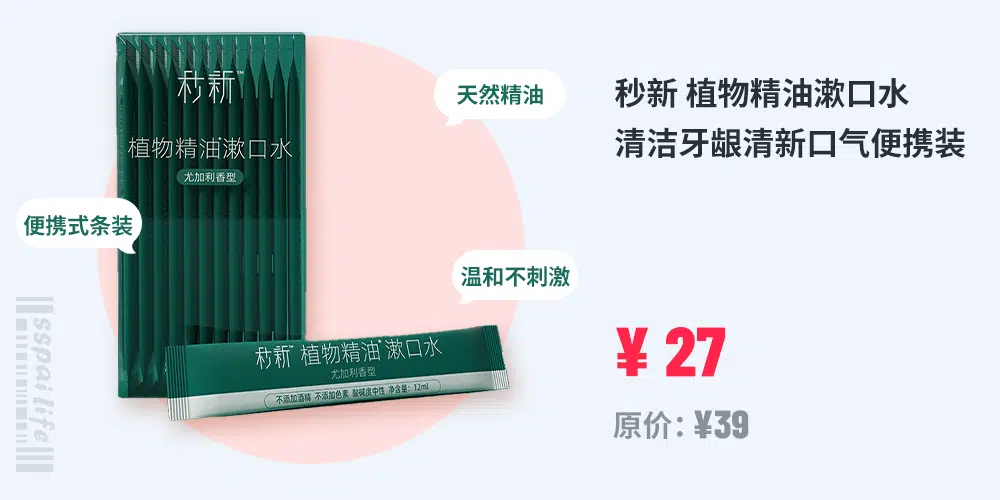 秒新™
植物精油漱口水
尤加利香型
便携式条装
天然精油
温和不刺激
秒新 植物精油漱口水
尤加利香型
不添加酒精 不添加色素 酸碱度中性 净含量：12ml
秒新 植物精油漱口水
清洁牙龈清新口气便携装
¥ 27
原价：¥39
sspai life